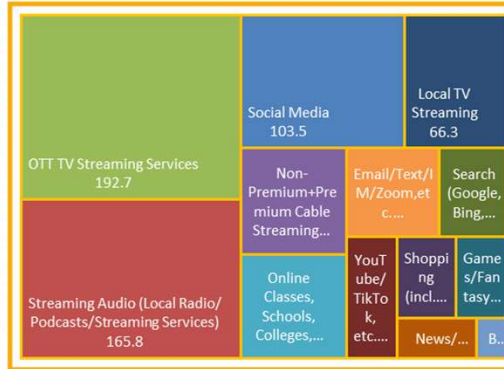 OTT TV Streaming Services
192.7
Streaming Audio (Local Radio/
Podcasts/Streaming Services)
165.8
Social Media
103.5
Local TV
Streaming
66.3
Non-
Premium+Pre
mium Cable
Streaming...
Email/Text/I
M/Zoom,etc
c....
Search
(Google,
Bing,...
Online
Classes,
Schools,
Colleges,...
YouT
ube/
TikTo
k,
etc....
Shoppi
ng
(incl....
Game
s/Fan
tasy...
News/...
B...